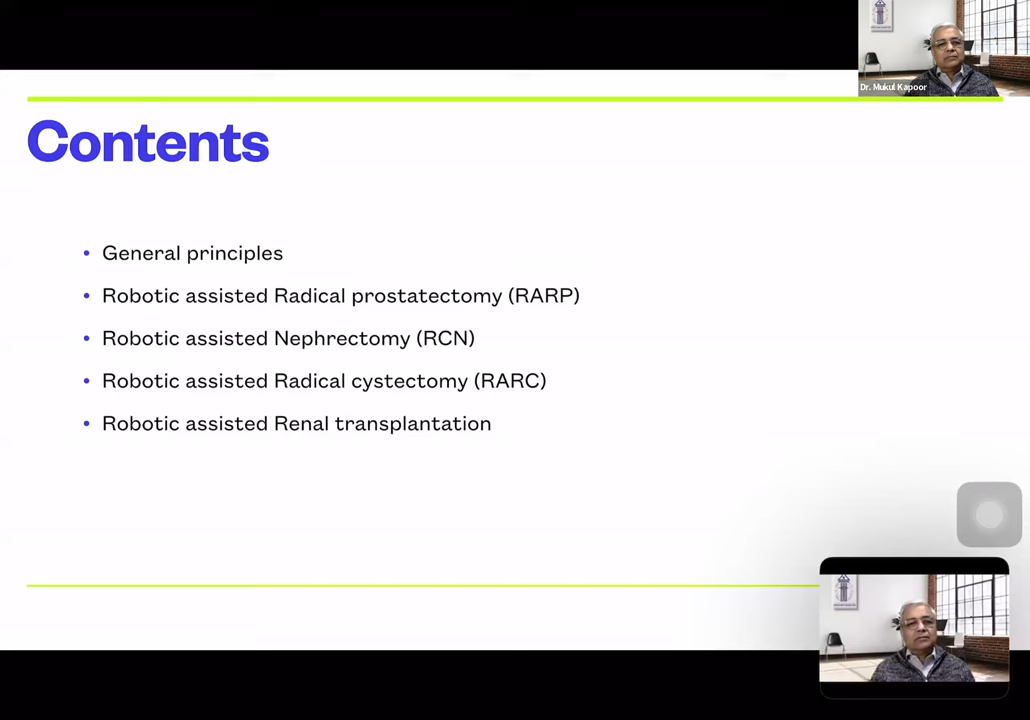 Dr. Mukul Kapoor
Contents
• General principles
• Robotic assisted Radical prostatectomy (RARP)
• Robotic assisted Nephrectomy (RCN)
• Robotic assisted Radical cystectomy (RARC)
• Robotic assisted Renal transplantation